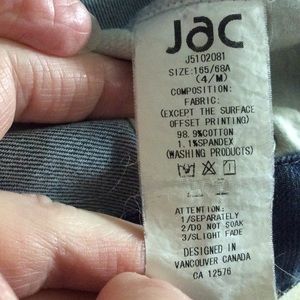 Jac
J5102081
SIZE:165/68A
(4/M)
COMPOSITION:
FABRIC:
(EXCEPT THE SURFACE
OFFSET PRINTING)
98.9%COTTON
1.1%SPANDEX
(WASHING PRODUCTS)
ATTENTION:
1/SEPARATELY
2/DO NOT SOAK
3/SLIGHT FADE
DESIGNED IN
VANCOUVER CANADA
CA 12576